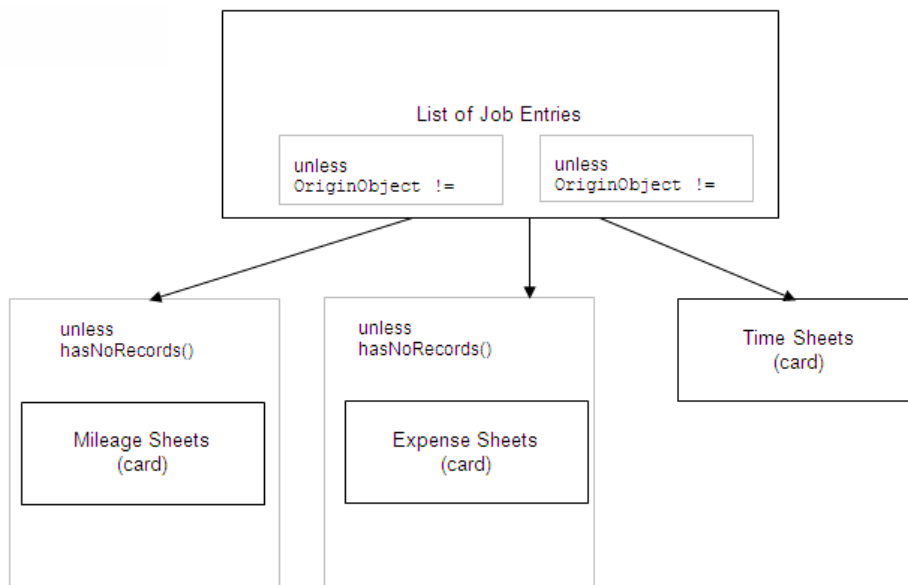 List of Job Entries
unless
OriginObject !=
unless
OriginObject !=
unless
hasNoRecords()
Mileage Sheets
(card)
unless
hasNoRecords()
Expense Sheets
(card)
Time Sheets
(card)